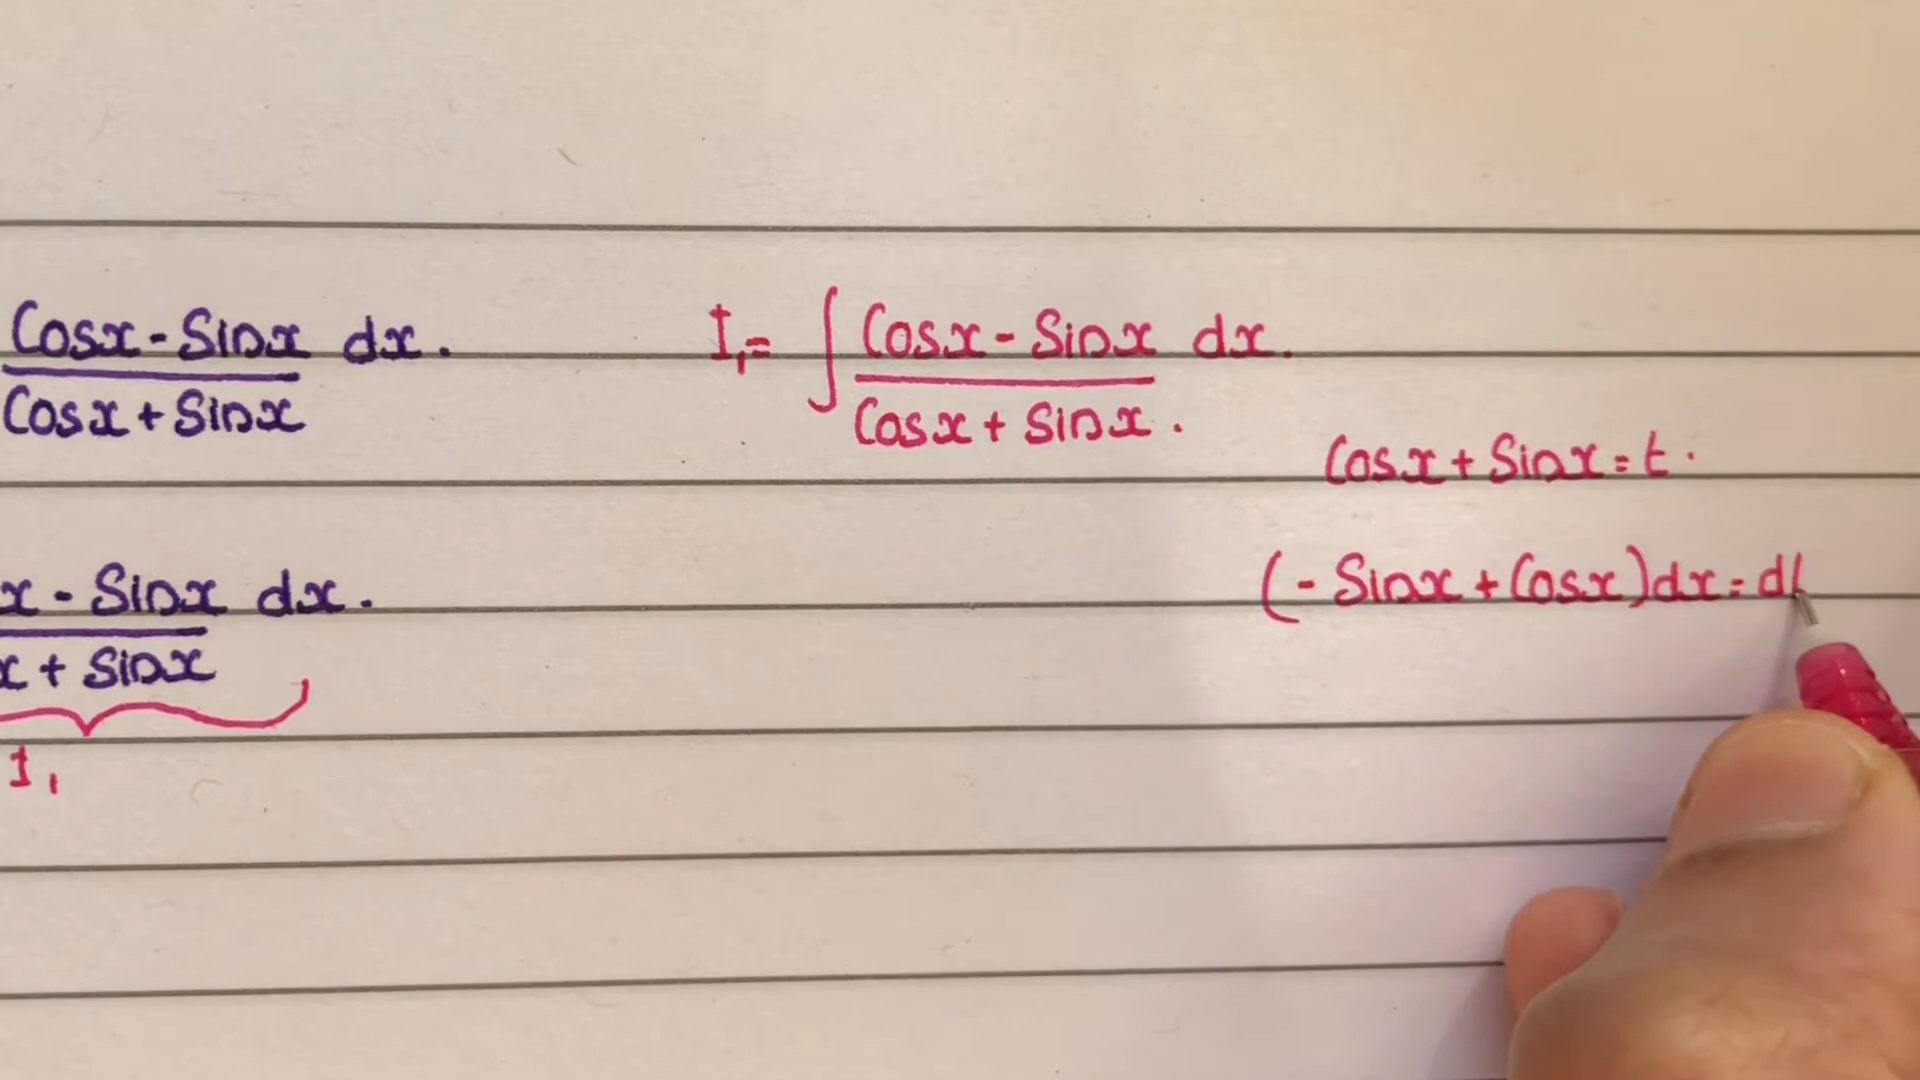 Cosx - Sinx dx.
Cosx + Sinx
x - Sinx dx.
x + Sinx
I₁
I₁ = ∫ Cosx - Sinx dx.
Cosx + Sinx.
Cosx + Sinx = t.
(- Sinx + Cosx) dx = d